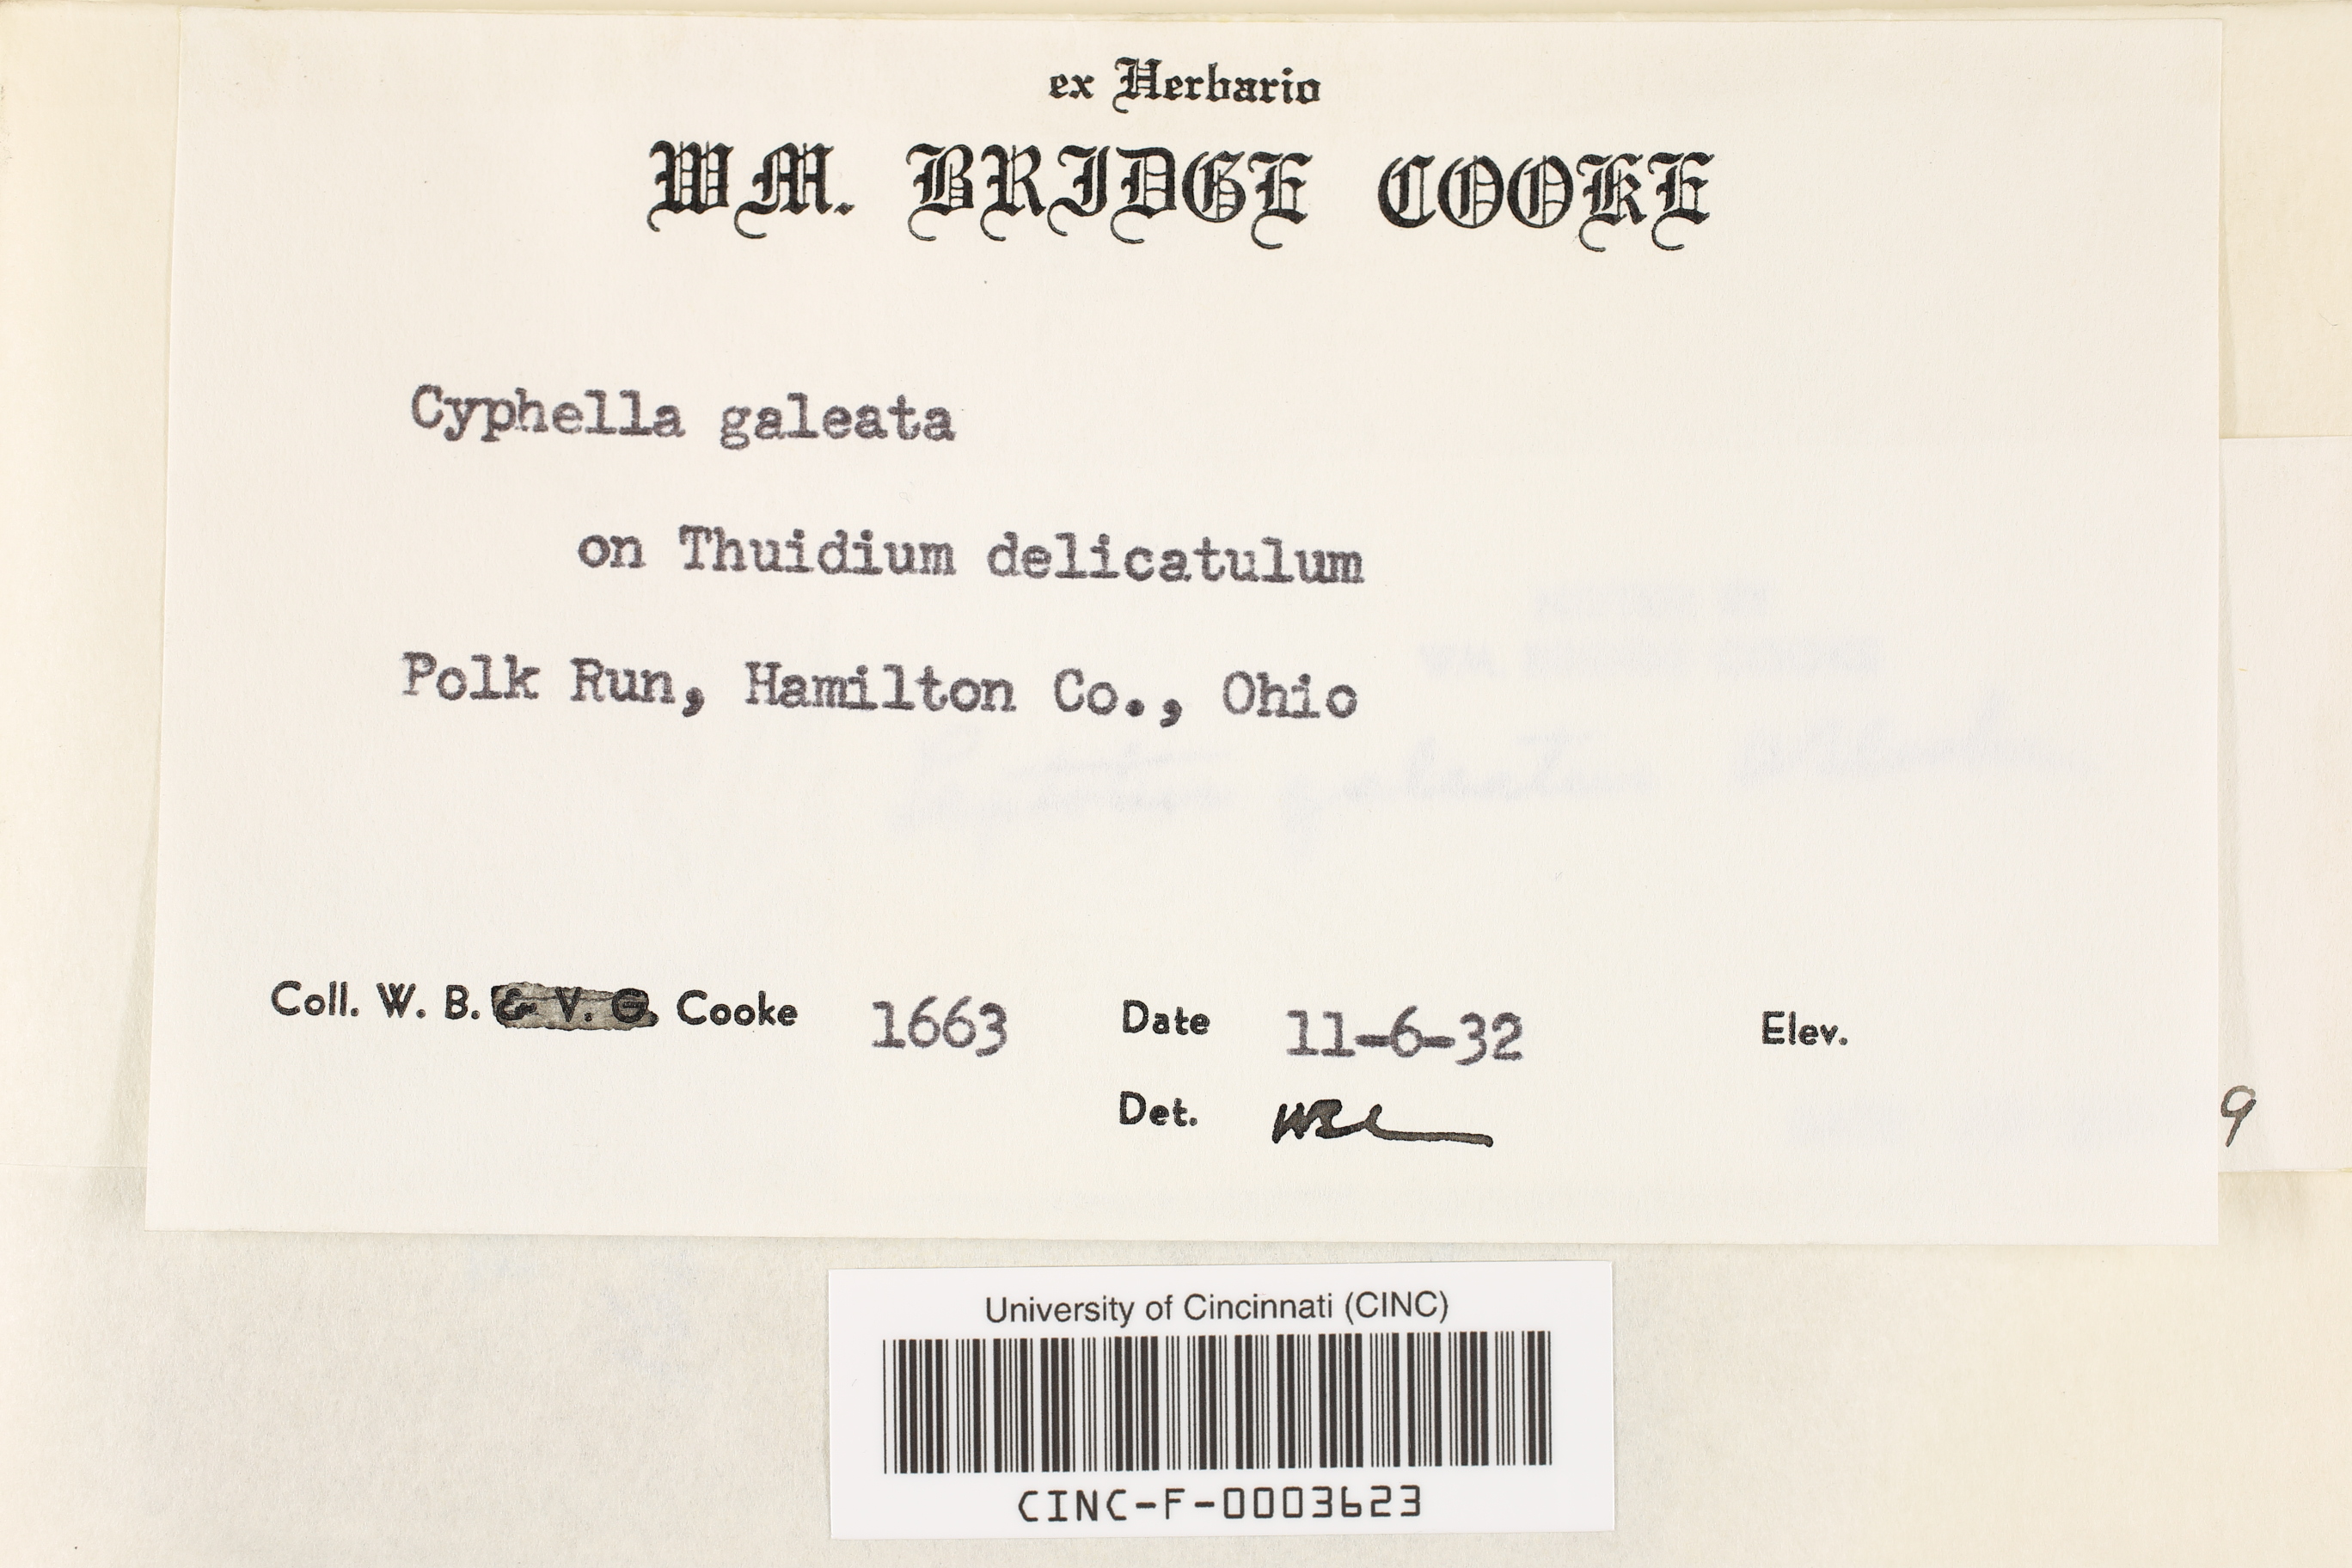 ex Herbario
WM. BRIDGE COOKE
Cyphella galeata
on Thuidium delicatulum
Polk Run, Hamilton Co., Ohio
Coll. W. B. & V. G. Cooke 1663 Date 11-6-32 Elev.
Det. WBC
9
University of Cincinnati (CINC)
CINC-F-0003623